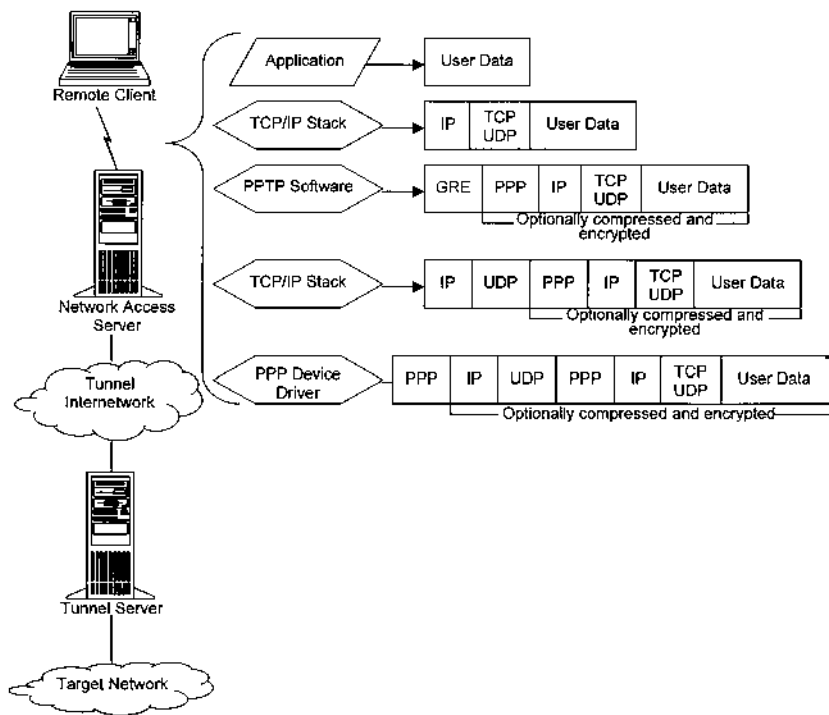 Remote Client
Network Access
Server
Tunnel
Internetwork
Tunnel Server
Target Network
Application
User Data
TCP/IP Stack
IP
TCP
UDP
User Data
PPTP Software
GRE
PPP
IP
TCP
UDP
User Data
Optionally compressed and
encrypted
TCP/IP Stack
IP
UDP
PPP
IP
TCP
UDP
User Data
Optionally compressed and
encrypted
PPP Device
Driver
PPP
IP
UDP
PPP
IP
TCP
UDP
User Data
Optionally compressed and encrypted